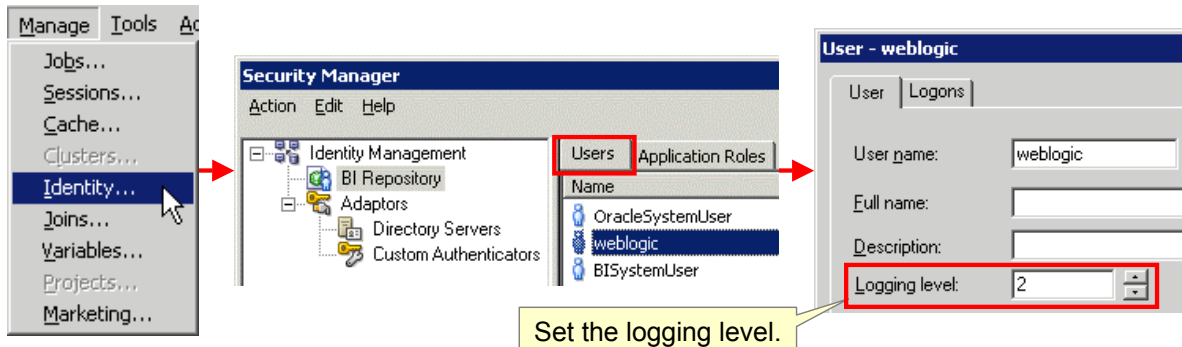 Manage Tools
Jobs...
Sessions...
Cache...
Clusters...
Identity...
Joins...
Variables...
Projects...
Marketing...
Security Manager
Action Edit Help
Identity Management
BI Repository
Adaptors
Directory Servers
Custom Authenticators
Users Application Roles
Name
OracleSystemUser
weblogic
BISystemUser
User - weblogic
User Logons
User name: weblogic
Full name:
Description:
Logging level: 2
Set the logging level.